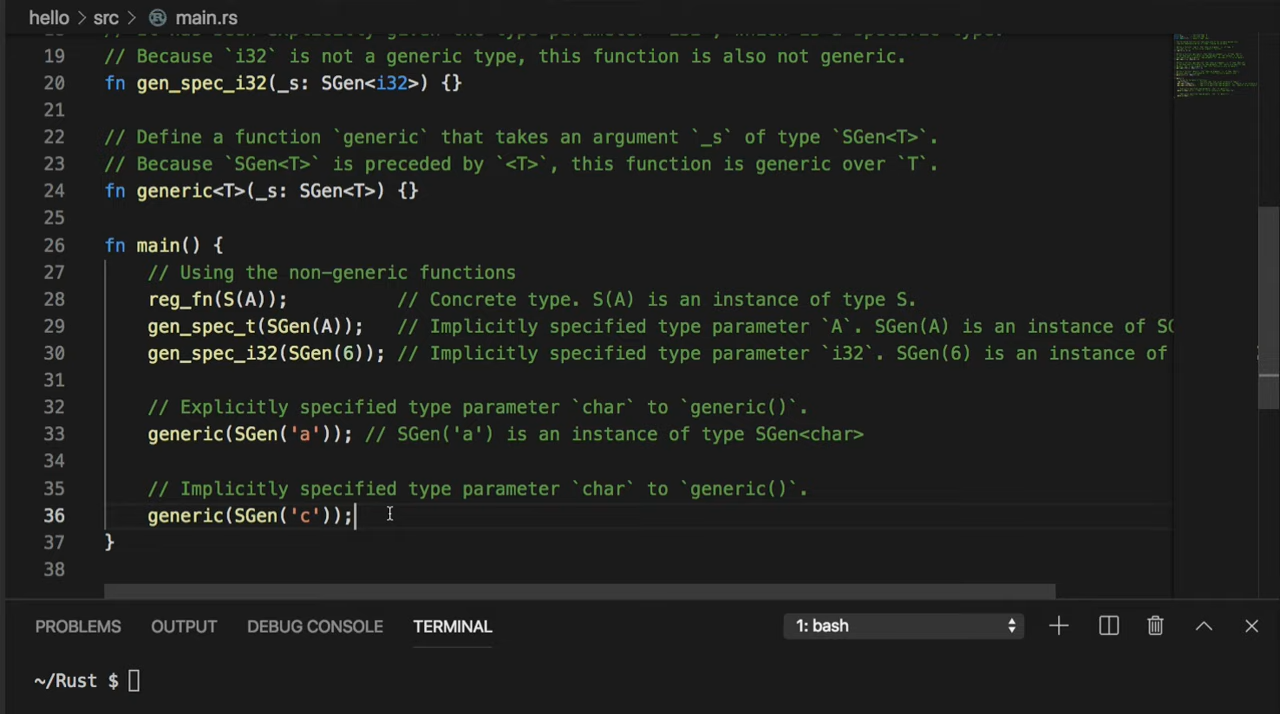 hello > src > main.rs
19 // Because `i32` is not a generic type, this function is also not generic.
20 fn gen_spec_i32(_s: SGen<i32>) {}
21
22 // Define a function `generic` that takes an argument `_s` of type `SGen<T>`.
23 // Because `SGen<T>` is preceded by `<T>`, this function is generic over `T`.
24 fn generic<T>(_s: SGen<T>) {}
25
26 fn main() {
27 // Using the non-generic functions
28 reg_fn(S(A)); // Concrete type. S(A) is an instance of type S.
29 gen_spec_t(SGen(A)); // Implicitly specified type parameter `A`. SGen(A) is an instance of SG
30 gen_spec_i32(SGen(6)); // Implicitly specified type parameter `i32`. SGen(6) is an instance of
31
32 // Explicitly specified type parameter `char` to `generic()`.
33 generic(SGen('a')); // SGen('a') is an instance of type SGen<char>
34
35 // Implicitly specified type parameter `char` to `generic()`.
36 generic(SGen('c'));
37 }
38
PROBLEMS OUTPUT DEBUG CONSOLE TERMINAL 1: bash
~/Rust $